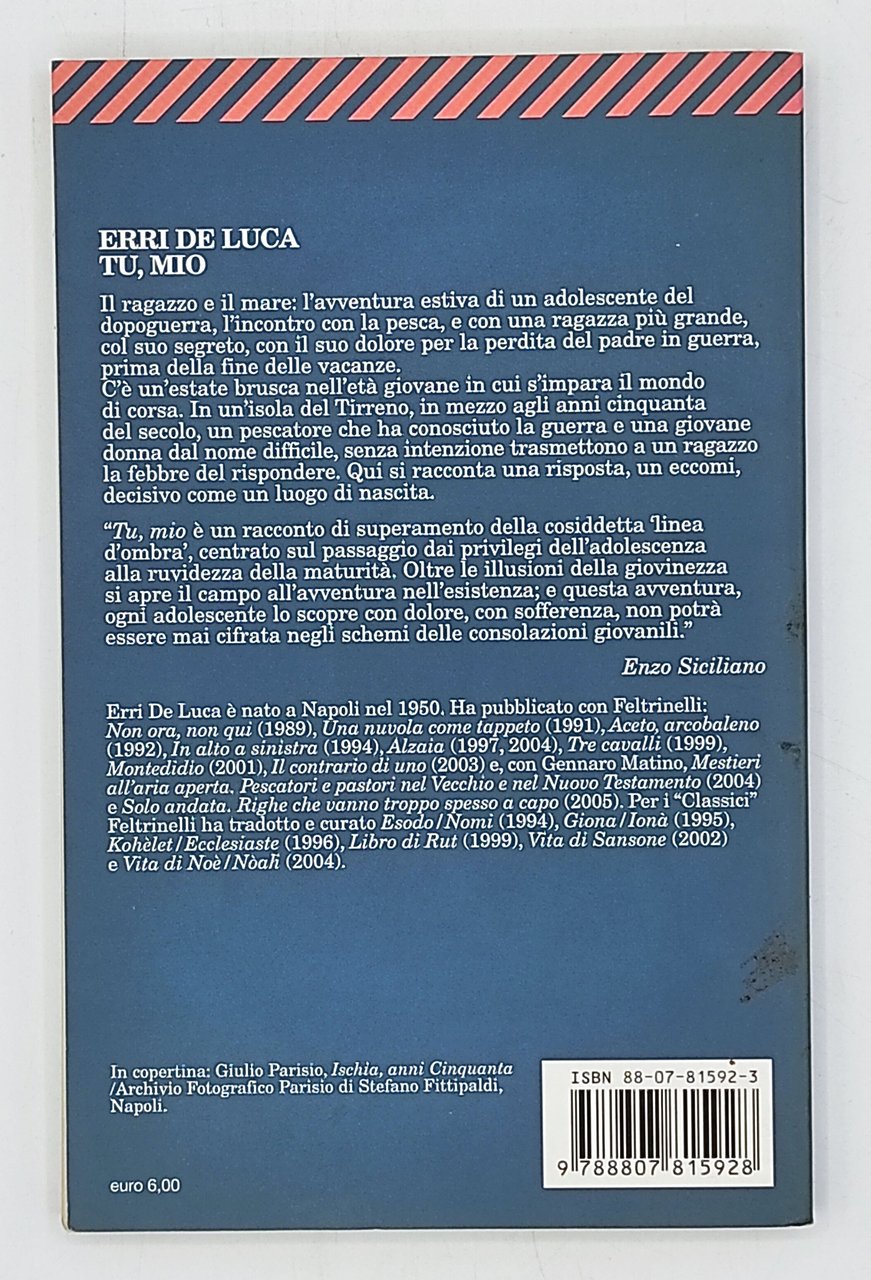 ERRI DE LUCA
TU, MIO
Il ragazzo e il mare: l'avventura estiva di un adolescente del
dopoguerra, l'incontro con la pesca, e con una ragazza più grande,
col suo segreto, con il suo dolore per la perdita del padre in guerra,
prima della fine delle vacanze.
C'è un'estate brusca nell'età giovane in cui s'impara il mondo
di corsa. In un'isola del Tirreno, in mezzo agli anni cinquanta
del secolo, un pescatore che ha conosciuto la guerra e una giovane
donna dal nome difficile, senza intenzione trasmettono a un ragazzo
la febbre del rispondere. Qui si racconta una risposta, un eccomi,
decisivo come un luogo di nascita.
“Tu, mio è un racconto di superamento della cosiddetta ‘linea
d'ombra’, centrato sul passaggio dai privilegi dell'adolescenza
alla ruvidezza della maturità. Oltre le illusioni della giovinezza
si apre il campo all'avventura nell'esistenza; e questa avventura,
ogni adolescente lo scopre con dolore, con sofferenza, non potrà
essere mai cifrata negli schemi delle consolazioni giovanili.”
Enzo Siciliano
Erri De Luca è nato a Napoli nel 1950. Ha pubblicato con Feltrinelli:
Non ora, non qui (1989), Una nuvola come tappeto (1991), Aceto, arcobaleno
(1992), In alto a sinistra (1994), Alzaia (1997, 2004), Tre cavalli (1999),
Montedidio (2001), Il contrario di uno (2003) e, con Gennaro Matino, Mestieri
all'aria aperta. Pescatori e pastori nel Vecchio e nel Nuovo Testamento (2004)
e Solo andata. Righe che vanno troppo spesso a capo (2005). Per i “Classici”
Feltrinelli ha tradotto e curato Esodo/Nomi (1994), Giona/Ionà (1995),
Kohèlet/Ecclesiaste (1996), Libro di Rut (1999), Vita di Sansone (2002)
e Vita di Noè/Nòah (2004).
In copertina: Giulio Parisio, Ischia, anni Cinquanta
/Archivio Fotografico Parisio di Stefano Fittipaldi,
Napoli.
ISBN 88-07-81592-3
9 788807 815928
euro 6,00